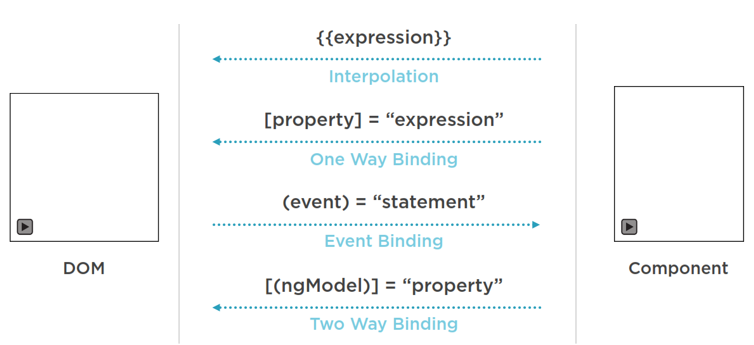 {{expression}}
Interpolation
[property] = “expression”
One Way Binding
(event) = “statement”
Event Binding
DOM
Component
[(ngModel)] = “property”
Two Way Binding